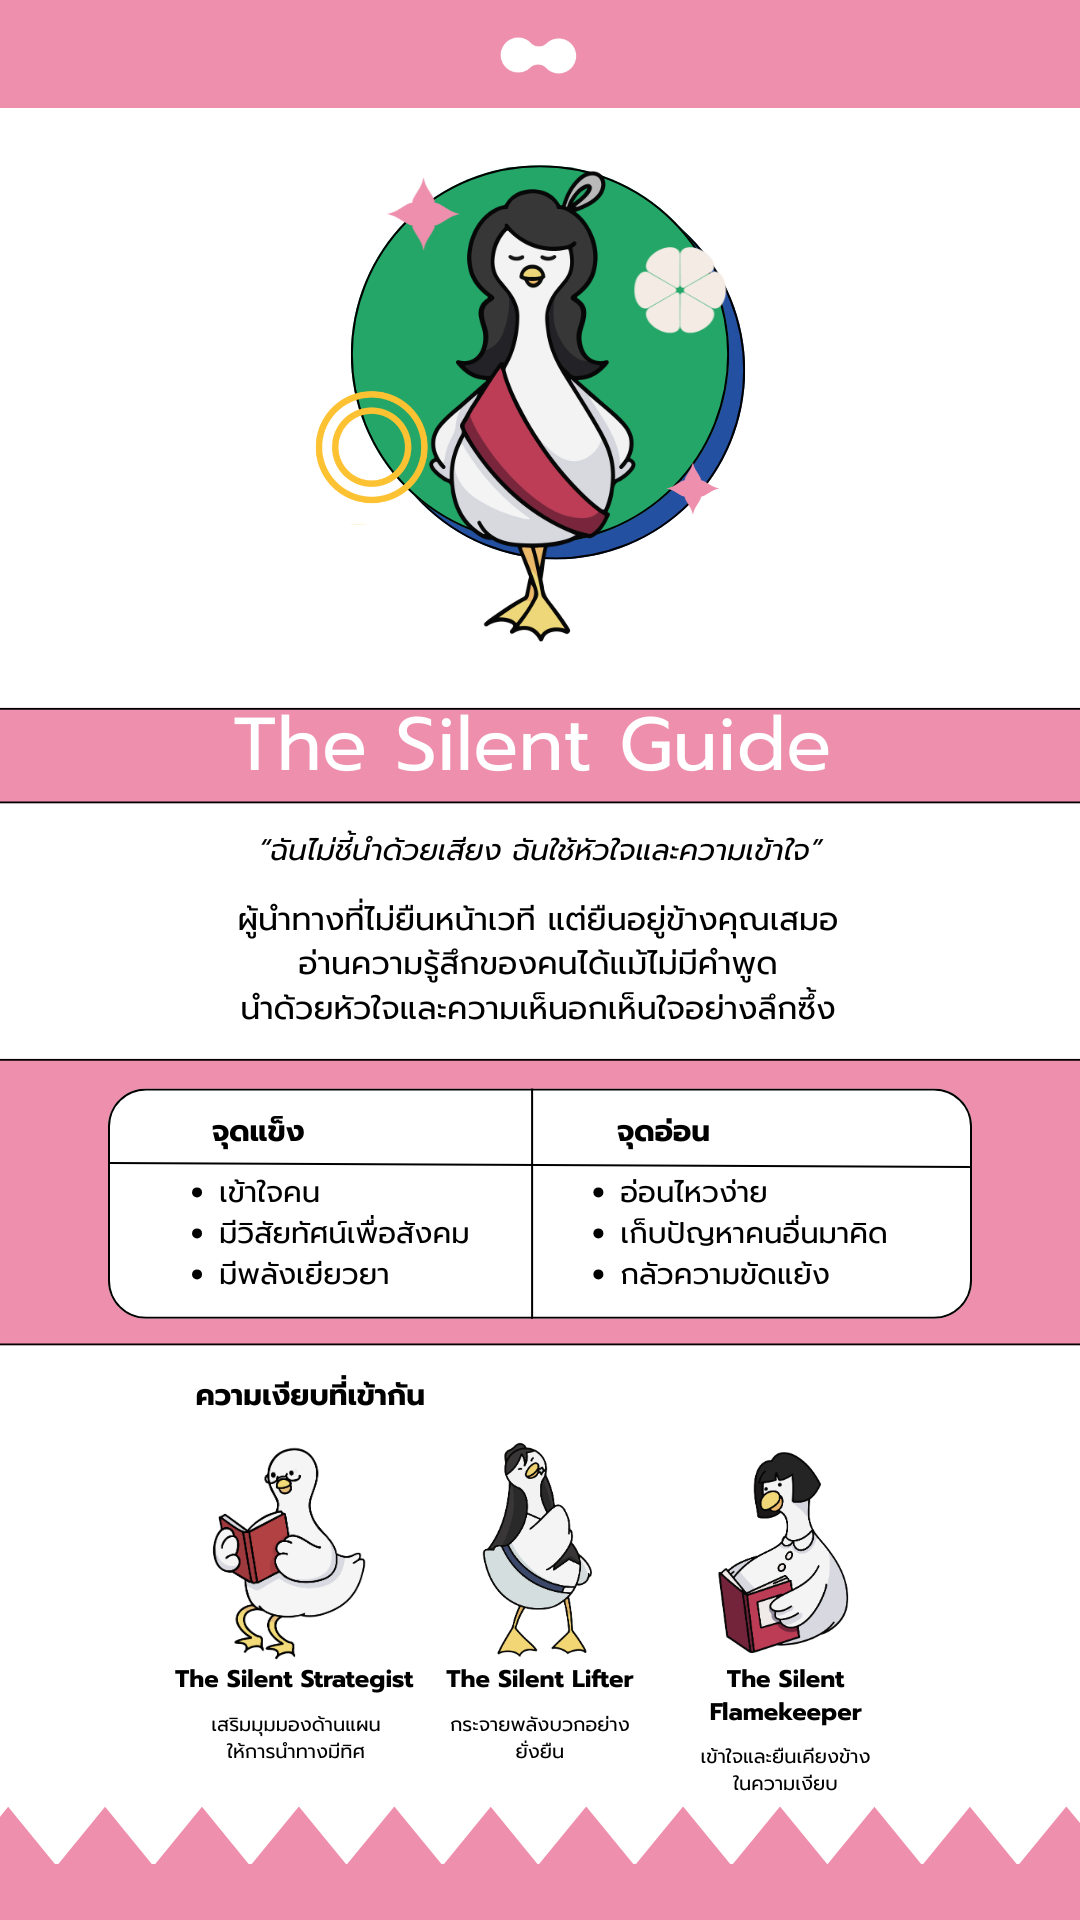 The Silent Guide
“ฉันไม่ชี้นำด้วยเสียง ฉันใช้หัวใจและความเข้าใจ”
ผู้นำทางที่ไม่ยืนหน้าเวที แต่ยืนอยู่ข้างคุณเสมอ
อ่านความรู้สึกของคนได้แม้ไม่มีคำพูด
นำด้วยหัวใจและความเห็นอกเห็นใจอย่างลึกซึ้ง
จุดแข็ง
• เข้าใจคน
• มีวิสัยทัศน์เพื่อสังคม
• มีพลังเยียวยา
จุดอ่อน
• อ่อนไหวง่าย
• เก็บปัญหาคนอื่นมาคิด
• กลัวความขัดแย้ง
ความเงียบที่เข้ากัน
The Silent Strategist
เสริมมุมมองด้านแผน
ให้การนำทางมีทิศ
The Silent Lifter
กระจายพลังบวกอย่าง
ยั่งยืน
The Silent
Flamekeeper
เข้าใจและยืนเคียงข้าง
ในความเงียบ